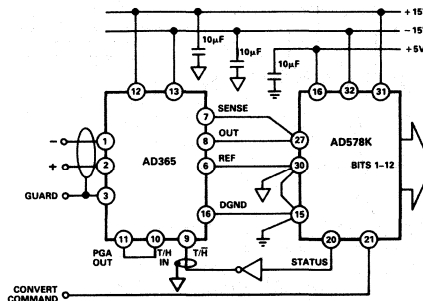 +15V
-15V
+5V
10μF
10μF
10μF
12 13 16 32 31
SENSE
7
OUT
8
REF
6
27
30
AD365
AD578K
BITS 1-12
- 1
+ 2
GUARD 3
DGND
16
15
11 10 9
20 21
PGA OUT
T/H IN
T/H̅
STATUS
CONVERT COMMAND